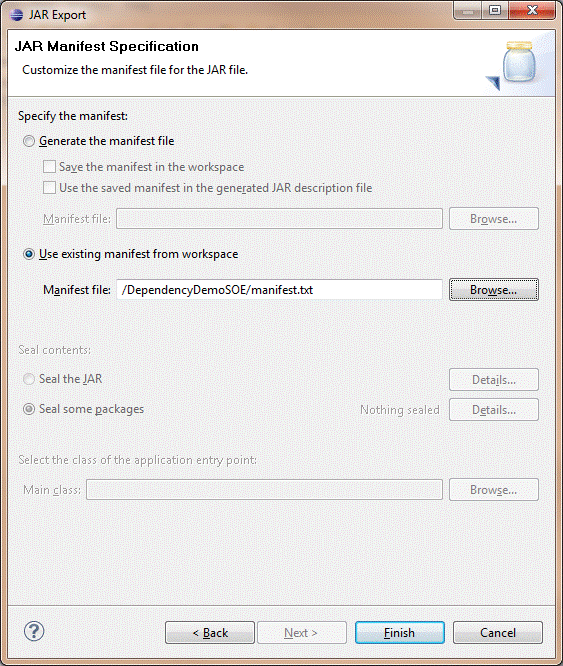 JAR Export
JAR Manifest Specification
Customize the manifest file for the JAR file.
Specify the manifest:
Generate the manifest file
Save the manifest in the workspace
Use the saved manifest in the generated JAR description file
Manifest file: Browse...
Use existing manifest from workspace
Manifest file: /DependencyDemoSOE/manifest.txt Browse...
Seal contents:
Seal the JAR Details...
Seal some packages Nothing sealed Details...
Select the class of the application entry point:
Main class: Browse...
? < Back Next > Finish Cancel